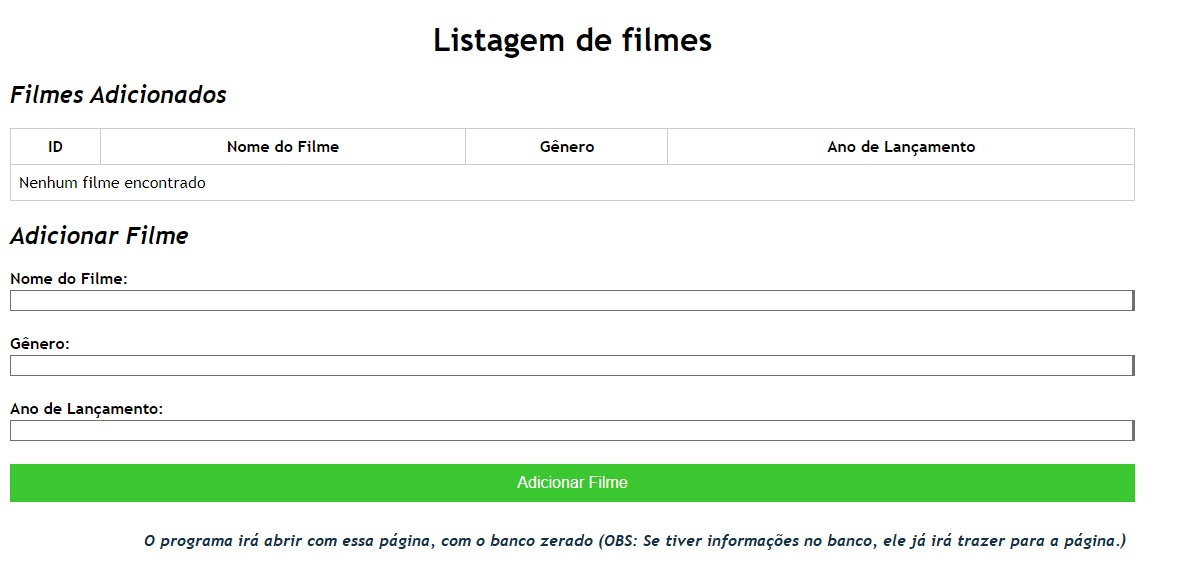 Listagem de filmes
Filmes Adicionados
ID Nome do Filme Gênero Ano de Lançamento
Nenhum filme encontrado
Adicionar Filme
Nome do Filme:
Gênero:
Ano de Lançamento:
Adicionar Filme
O programa irá abrir com essa página, com o banco zerado (OBS: Se tiver informações no banco, ele já irá trazer para a página.)